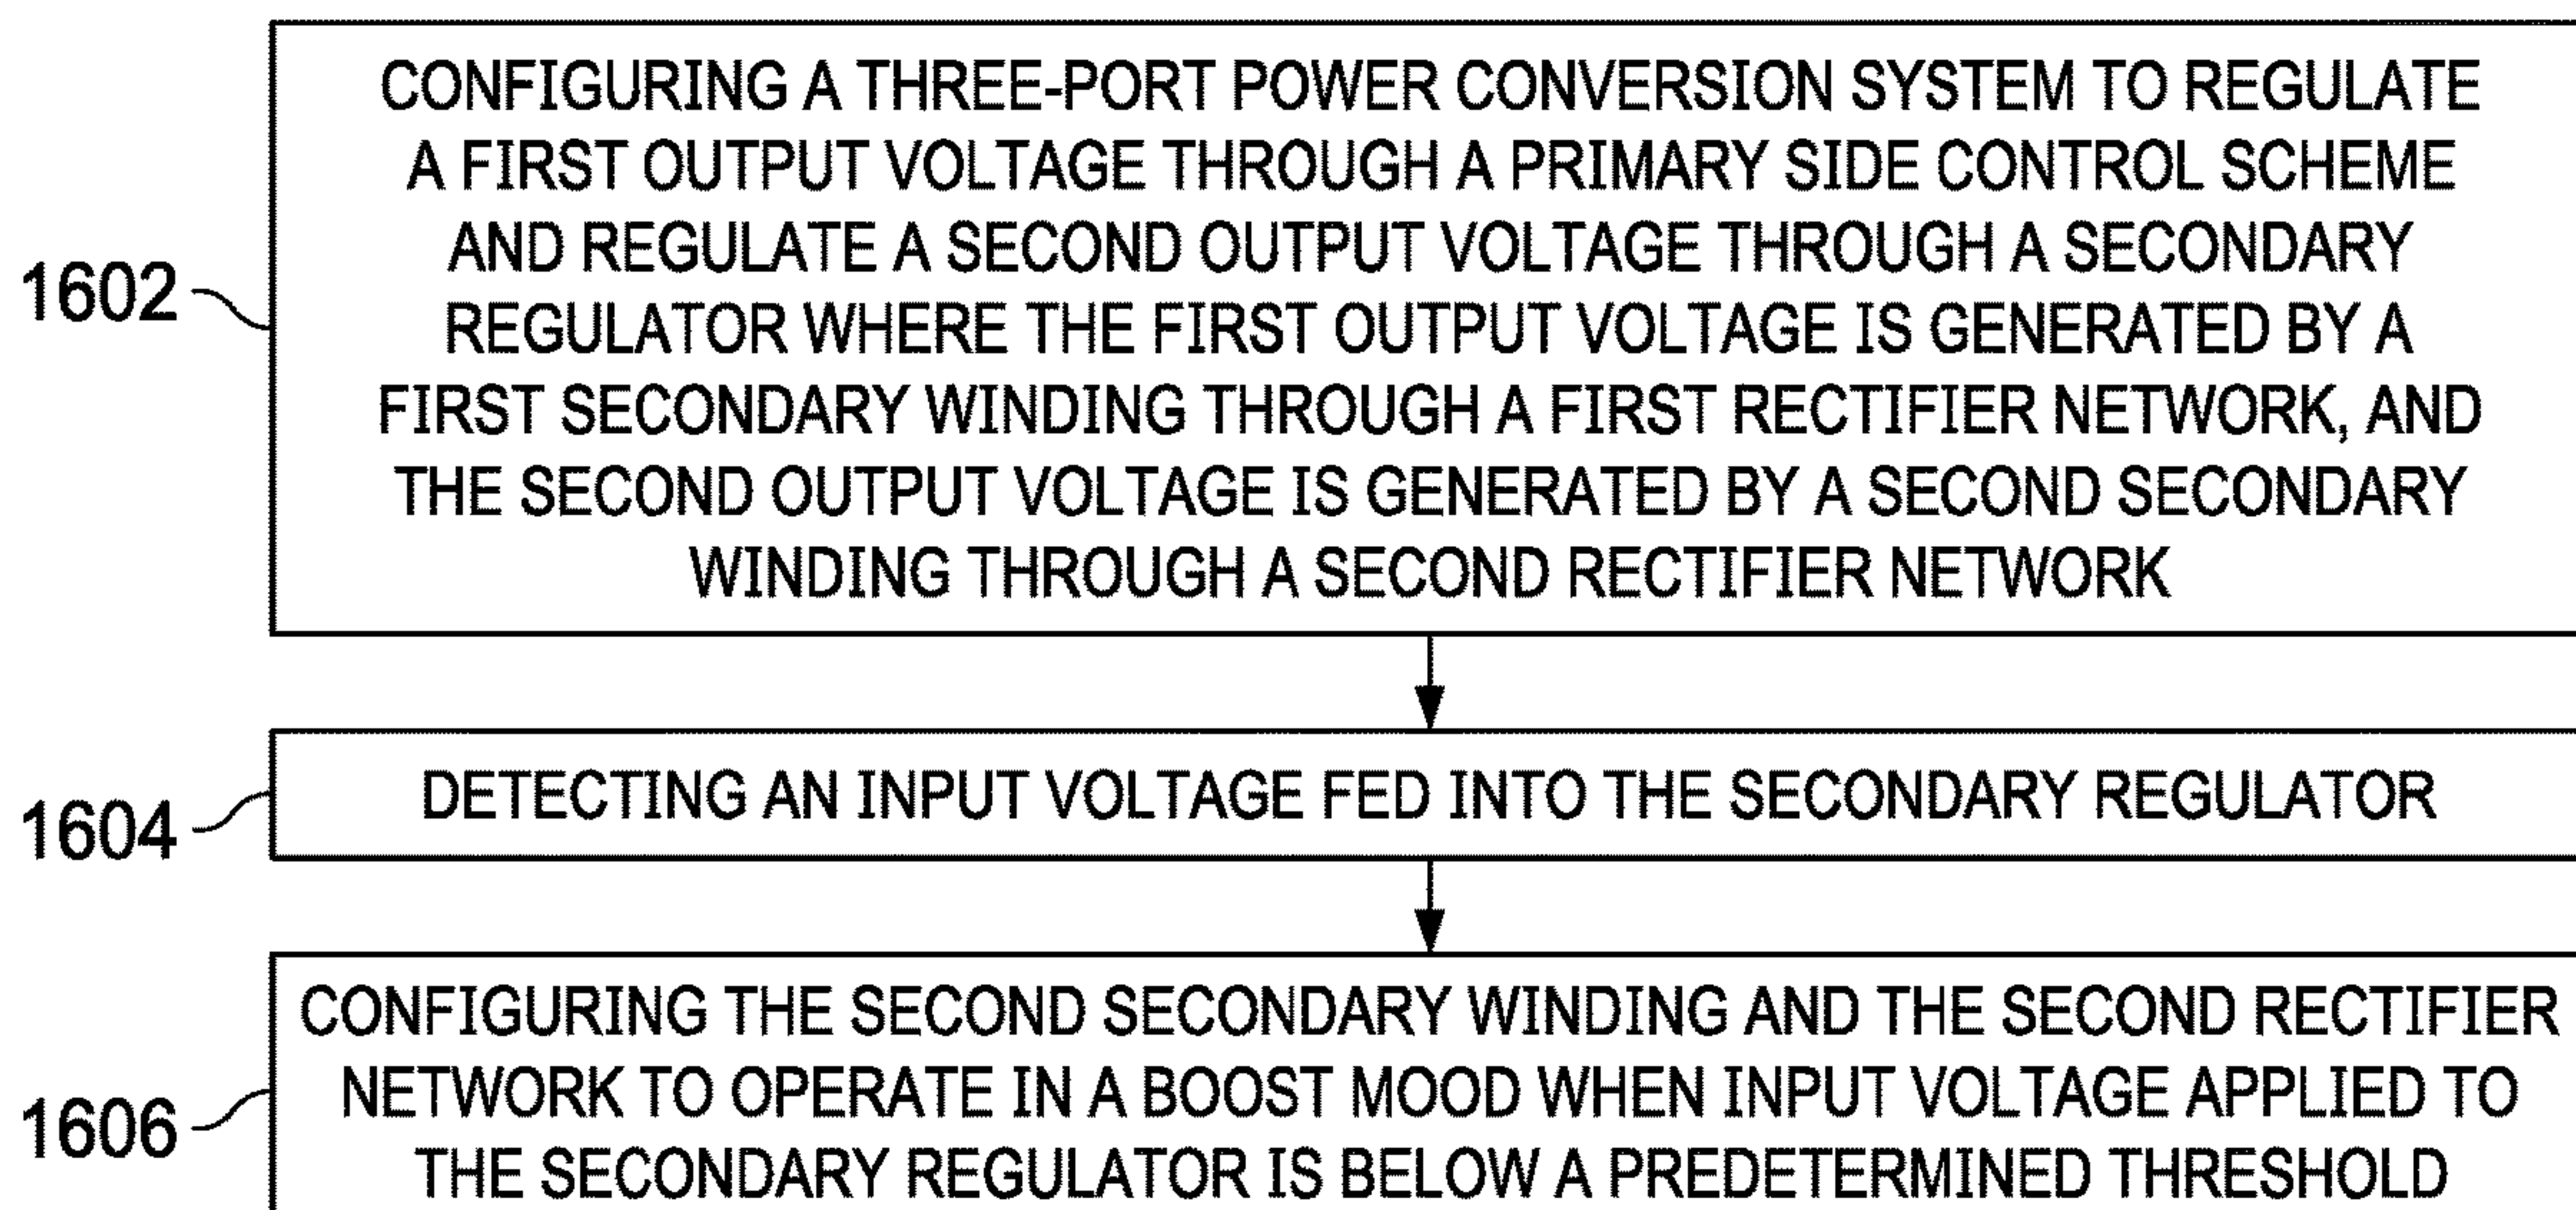 CONFIGURING A THREE-PORT POWER CONVERSION SYSTEM TO REGULATE
A FIRST OUTPUT VOLTAGE THROUGH A PRIMARY SIDE CONTROL SCHEME
AND REGULATE A SECOND OUTPUT VOLTAGE THROUGH A SECONDARY
1602
REGULATOR WHERE THE FIRST OUTPUT VOLTAGE IS GENERATED BY A
FIRST SECONDARY WINDING THROUGH A FIRST RECTIFIER NETWORK, AND
THE SECOND OUTPUT VOLTAGE IS GENERATED BY A SECOND SECONDARY
WINDING THROUGH A SECOND RECTIFIER NETWORK
1604
DETECTING AN INPUT VOLTAGE FED INTO THE SECONDARY REGULATOR
CONFIGURING THE SECOND SECONDARY WINDING AND THE SECOND RECTIFIER
NETWORK TO OPERATE IN A BOOST MOOD WHEN INPUT VOLTAGE APPLIED TO
1606
THE SECONDARY REGULATOR IS BELOW A PREDETERMINED THRESHOLD